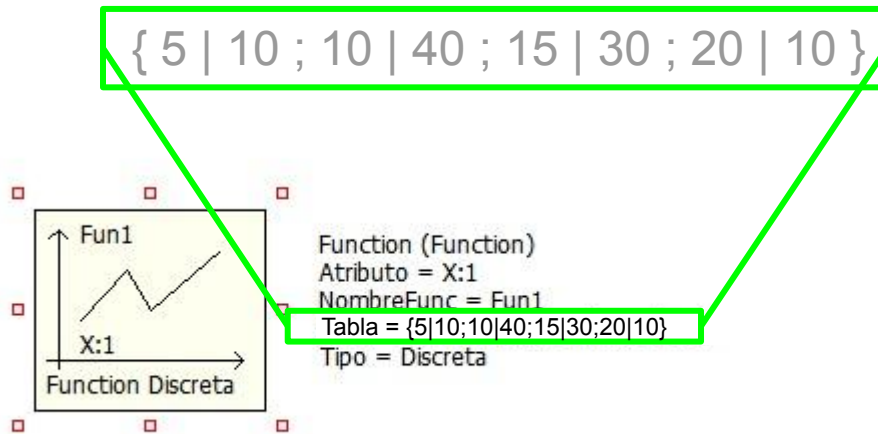 { 5 | 10 ; 10 | 40 ; 15 | 30 ; 20 | 10 }
Fun1
X:1
Function Discreta
Function (Function)
Atributo = X:1
NombreFunc = Fun1
Tabla = {5|10;10|40;15|30;20|10}
Tipo = Discreta